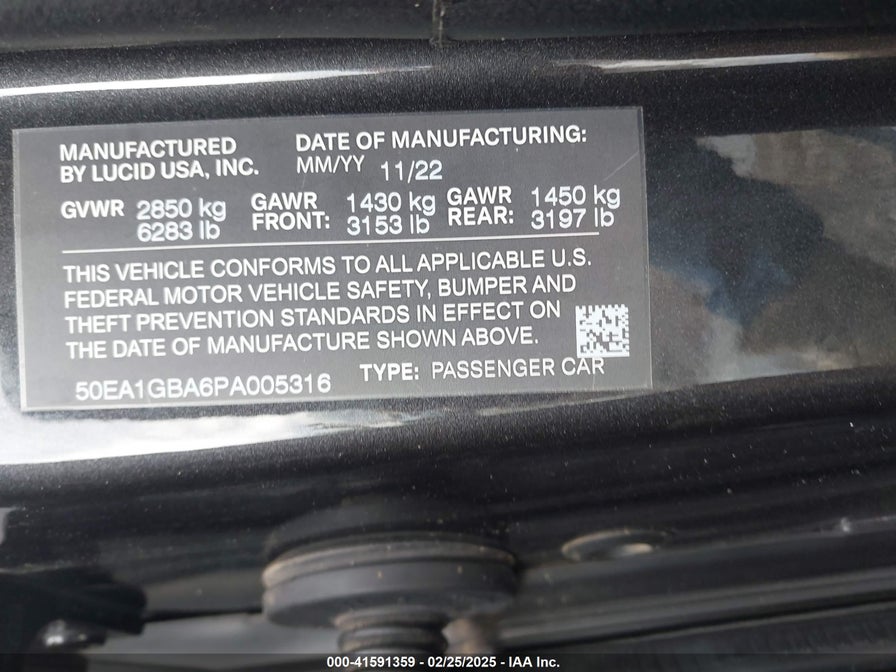 MANUFACTURED
BY LUCID USA, INC.
DATE OF MANUFACTURING:
MM/YY 11/22
GVWR 2850 kg
6283 lb
GAWR FRONT: 1430 kg
3153 lb
GAWR REAR: 1450 kg
3197 lb
THIS VEHICLE CONFORMS TO ALL APPLICABLE U.S.
FEDERAL MOTOR VEHICLE SAFETY, BUMPER AND
THEFT PREVENTION STANDARDS IN EFFECT ON
THE DATE OF MANUFACTURE SHOWN ABOVE.
50EA1GBA6PA005316
TYPE: PASSENGER CAR
000-41591359 - 02/25/2025 - IAA Inc.